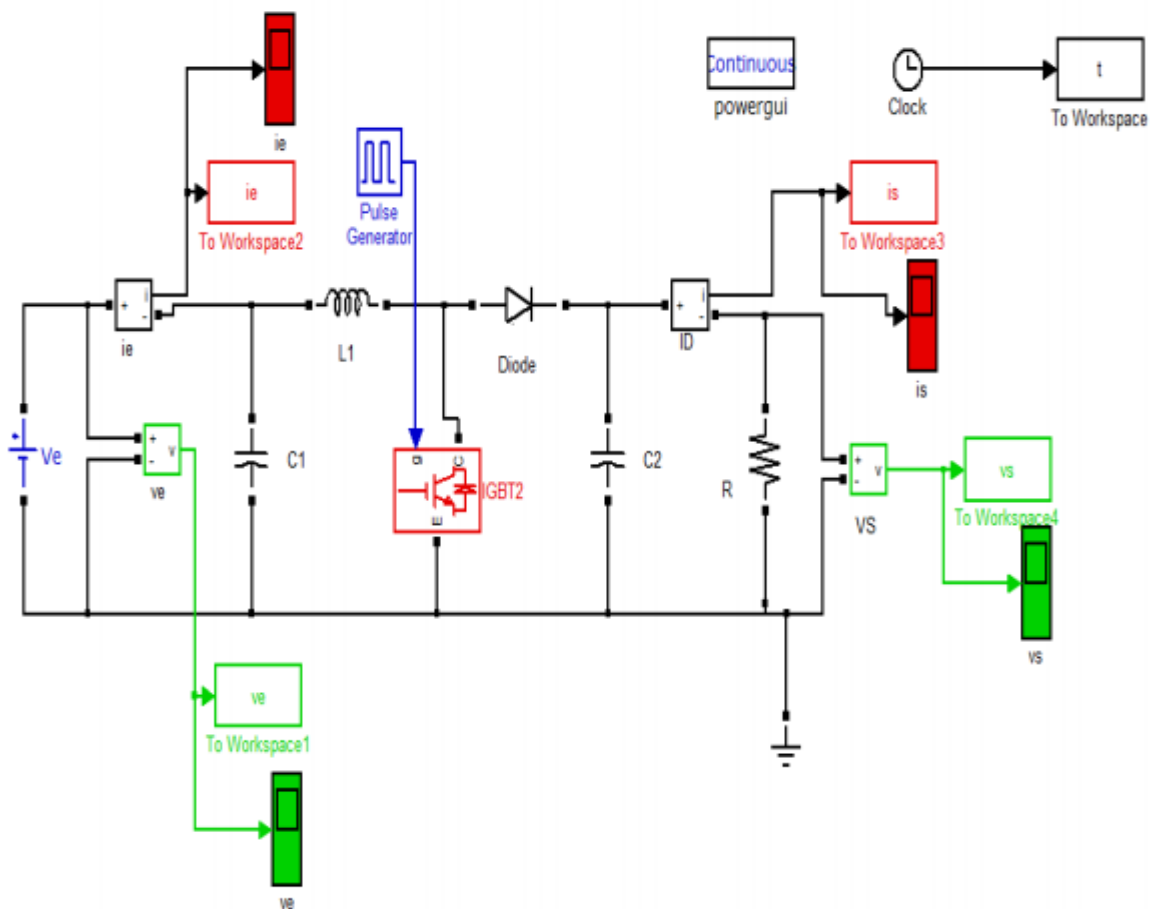 Continuous
powergui
Clock
t
To Workspace
ie
ie
To Workspace2
Pulse
Generator
is
To Workspace3
is
+
i
-
ie
L1
Diode
+
i
-
ID
Ve
+
-
v
ve
C1
g
C
E
IGBT2
C2
R
+
-
v
VS
vs
To Workspace4
vs
ve
To Workspace1
ve